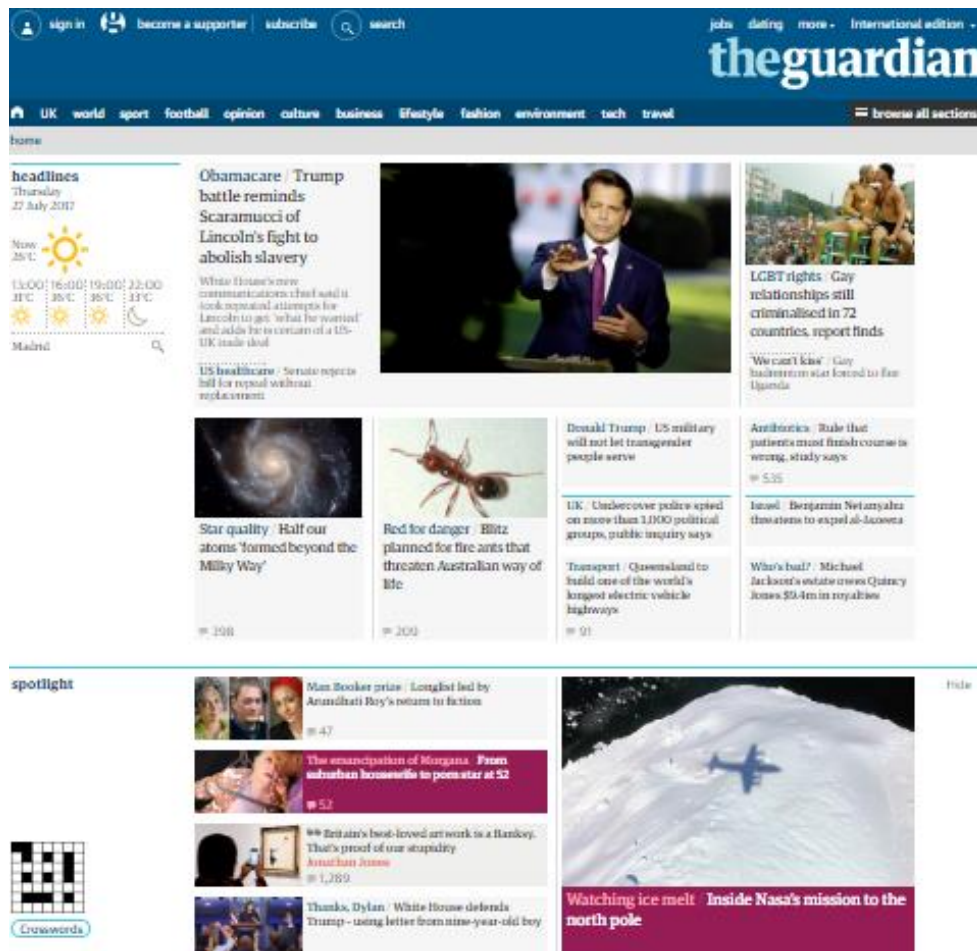 sign in become a supporter subscribe search
jobs dating more International edition
theguardian
UK world sport football opinion culture business lifestyle fashion environment tech travel
browse all sections
home
headlines
Thursday
27 July 2017
Now
16:00 19:00 22:00
33°C
Madrid
Obamacare / Trump
battle reminds
Scaramucci of
Lincoln's fight to
abolish slavery
White House's new
communications chief said it
took repeated attempts for
Lincoln to get 'what he wanted'
and adds he is certain of a US-
UK trade deal
US healthcare / Senate rejects
bill for repeal without
replacement
LGBT rights / Gay
relationships still
criminalised in 72
countries, report finds
'We can't kiss' / Gay
badminton star forced to flee
Uganda
Star quality / Half our
atoms 'formed beyond the
Milky Way'
398
Red for danger / Blitz
planned for fire ants that
threaten Australian way of
life
209
Donald Trump / US military
will not let transgender
people serve
UK / Undercover police spied
on more than 1,000 political
groups, public inquiry says
Transport / Queensland to
build one of the world's
longest electric vehicle
highways
91
Antibiotics / Rule that
patients must finish course is
wrong, study says
535
Israel / Benjamin Netanyahu
threatens to expel al-Jazeera
Who's bad? / Michael
Jackson's estate owes Quincy
Jones $9.4m in royalties
spotlight
Hide
Man Booker prize / Longlist led by
Arundhati Roy's return to fiction
47
The emancipation of Morgana / From
suburban housewife to porn star at 52
52
Britain's best-loved artwork is a Banksy.
That's proof of our stupidity
Jonathan Jones
1,289
Thanks, Dylan / White House defends
Trump – using letter from nine-year-old boy
Watching ice melt / Inside Nasa's mission to the
north pole
Crosswords